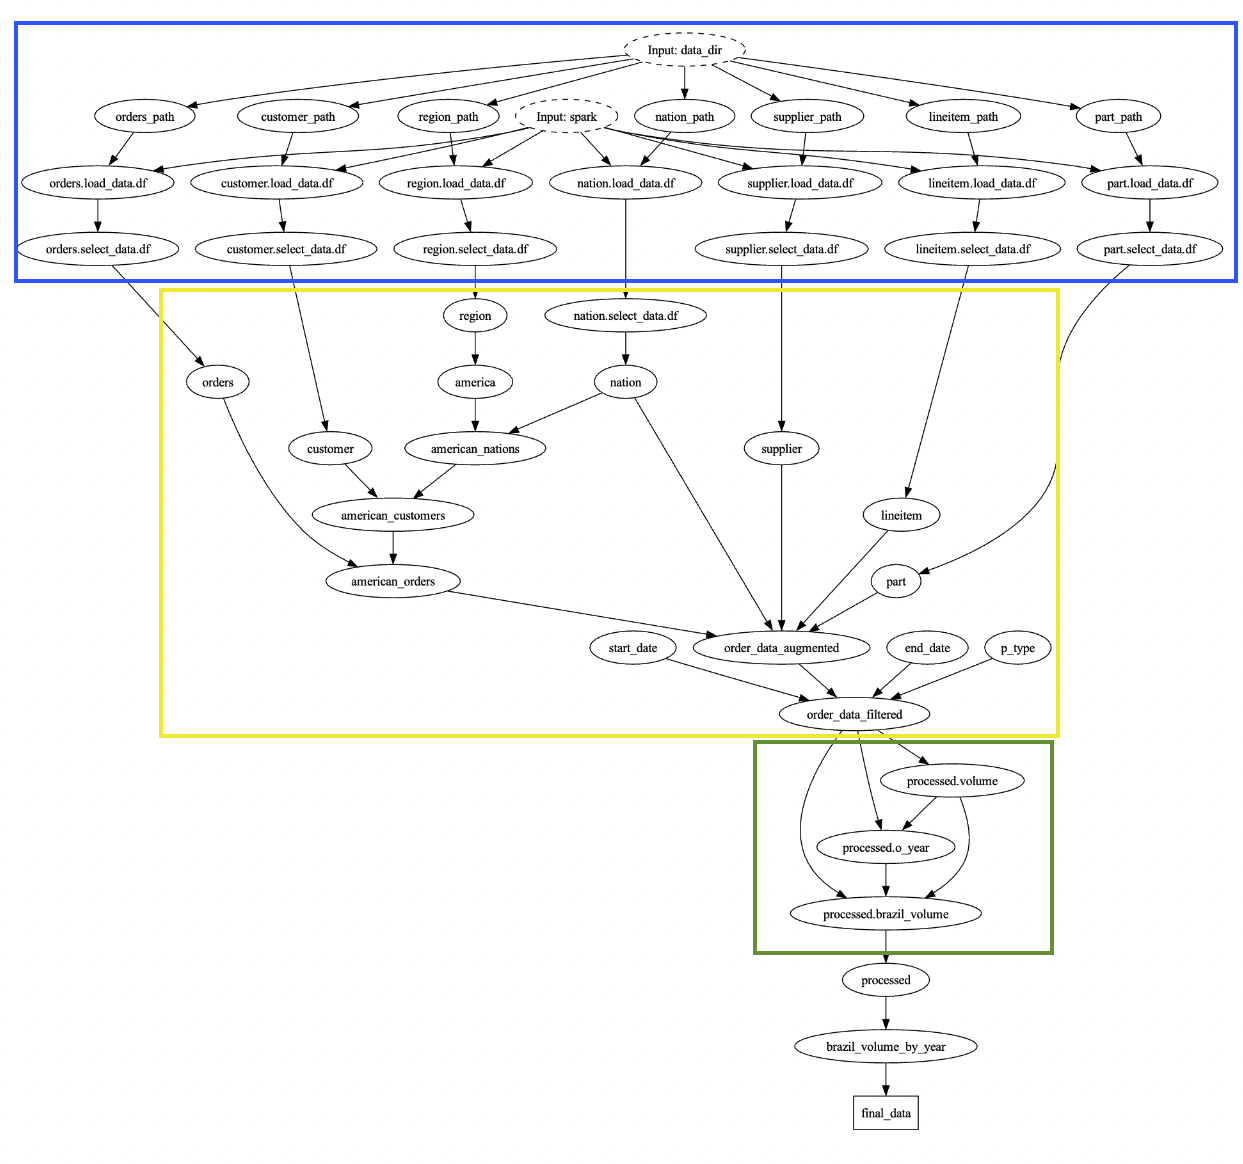 Input: data_dir
orders_path
customer_path
region_path
Input: spark
nation_path
supplier_path
lineitem_path
part_path
orders.load_data.df
customer.load_data.df
region.load_data.df
nation.load_data.df
supplier.load_data.df
lineitem.load_data.df
part.load_data.df
orders.select_data.df
customer.select_data.df
region.select_data.df
supplier.select_data.df
lineitem.select_data.df
part.select_data.df
region
nation.select_data.df
orders
america
nation
customer
american_nations
supplier
american_customers
lineitem
american_orders
part
start_date
order_data_augmented
end_date
p_type
order_data_filtered
processed.volume
processed.o_year
processed.brazil_volume
processed
brazil_volume_by_year
final_data